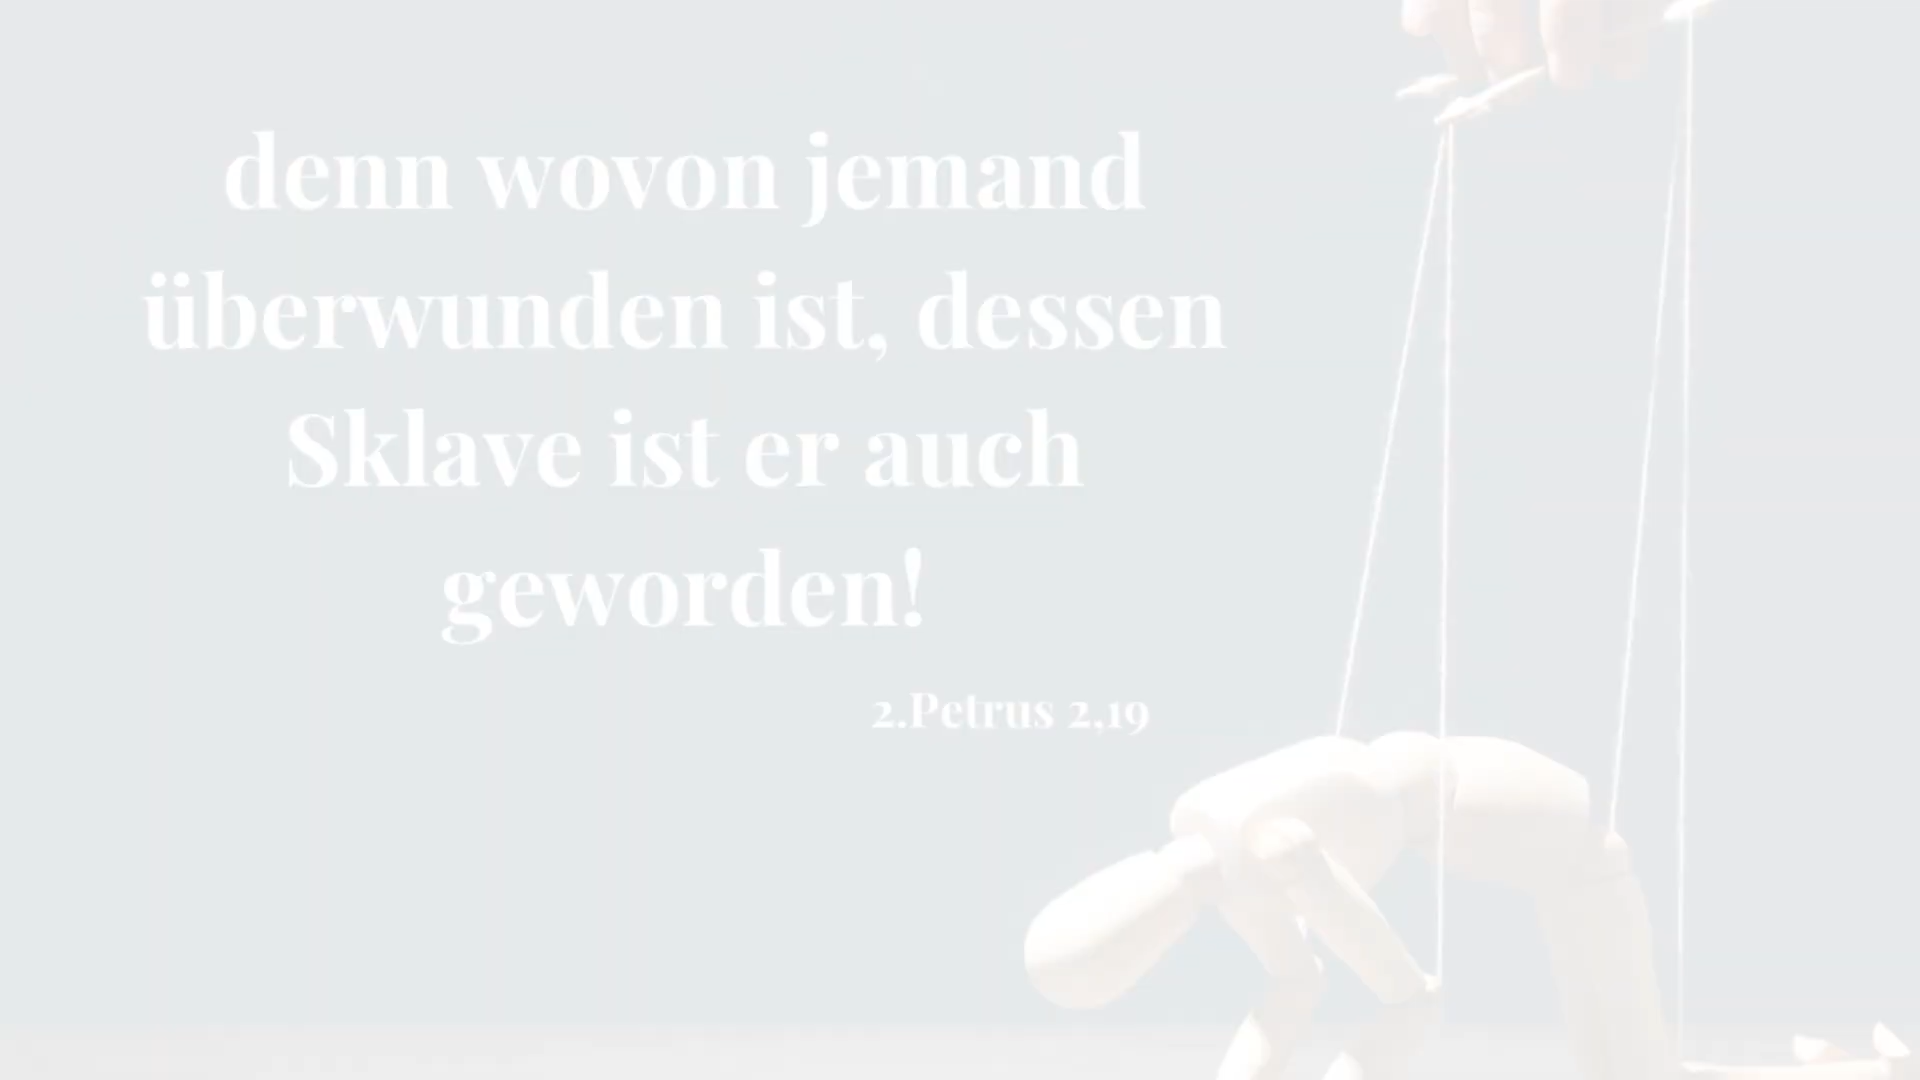 denn wovon jemand
überwunden ist, dessen
Sklave ist er auch
geworden!
2.Petrus 2,19